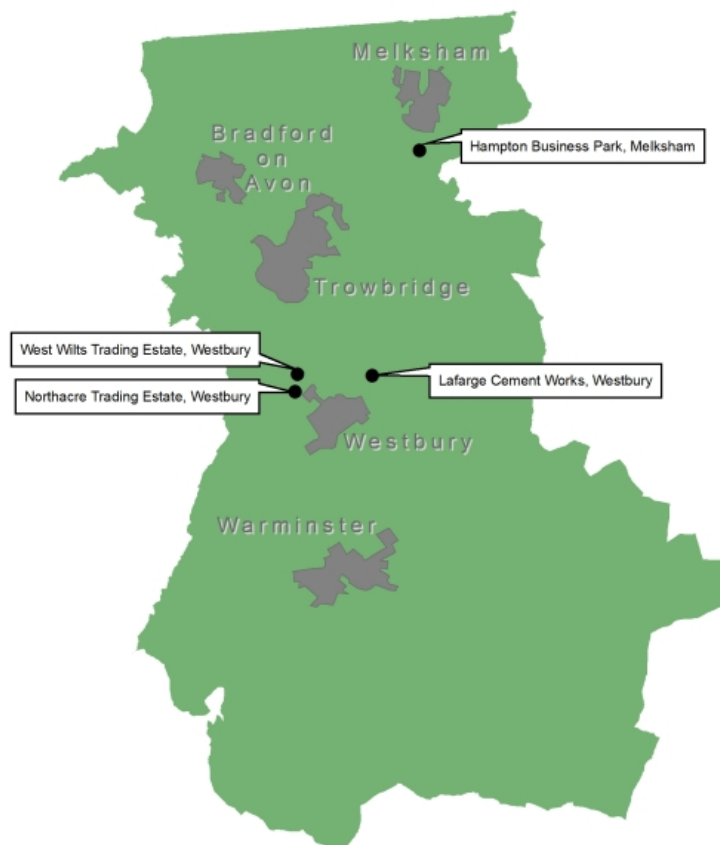 Melksham
Hampton Business Park, Melksham
Bradford
on
Avon
Trowbridge
West Wilts Trading Estate, Westbury
Lafarge Cement Works, Westbury
Northacre Trading Estate, Westbury
Westbury
Warminster